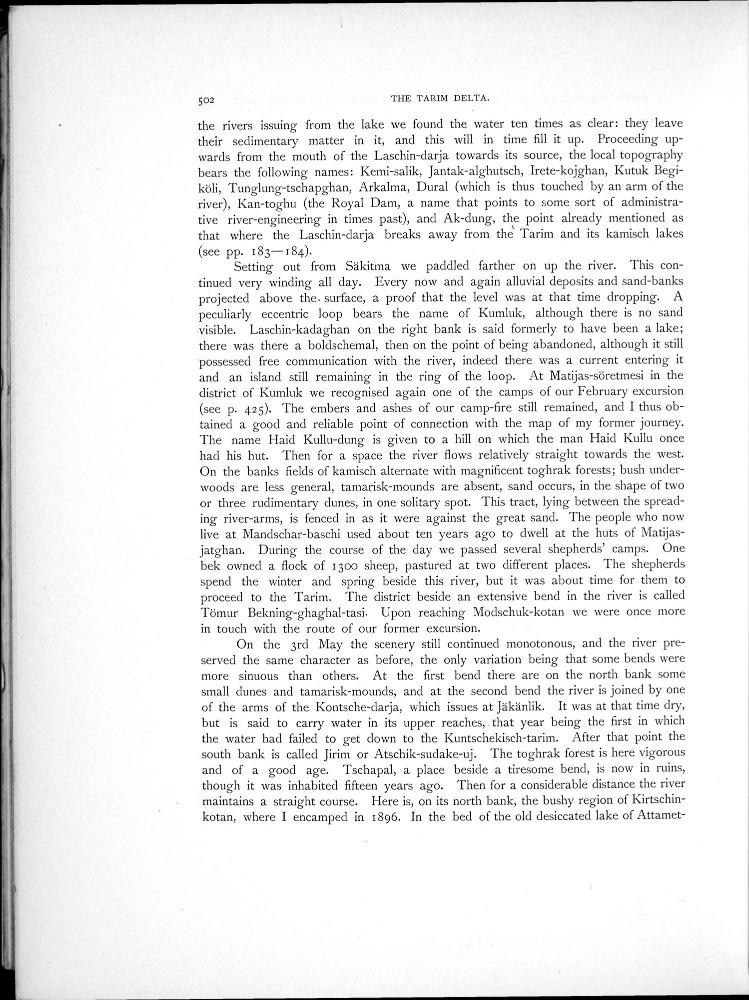 502
THE TARIM DELTA.
the rivers issuing from the lake we found the water ten times as clear: they leave
their sedimentary matter in it, and this will in time fill it up. Proceeding up-
wards from the mouth of the Laschin-darja towards its source, the local topography
bears the following names: Kemi-salik, Jantak-alghutsch, Irete-kojghan, Kutuk Begi-
köli, Tunglung-tschapghan, Arkalma, Dural (which is thus touched by an arm of the
river), Kan-toghu (the Royal Dam, a name that points to some sort of administra-
tive river-engineering in times past), and Ak-dung, the point already mentioned as
that where the Laschin-darja breaks away from the Tarim and its kamisch lakes
(see pp. 183—184).
Setting out from Säkitma we paddled farther on up the river. This con-
tinued very winding all day. Every now and again alluvial deposits and sand-banks
projected above the surface, a proof that the level was at that time dropping. A
peculiarly eccentric loop bears the name of Kumluk, although there is no sand
visible. Laschin-kadaghan on the right bank is said formerly to have been a lake;
there was there a boldschemal, then on the point of being abandoned, although it still
possessed free communication with the river, indeed there was a current entering it
and an island still remaining in the ring of the loop. At Matijas-söretmesi in the
district of Kumluk we recognised again one of the camps of our February excursion
(see p. 425). The embers and ashes of our camp-fire still remained, and I thus ob-
tained a good and reliable point of connection with the map of my former journey.
The name Haid Kullu-dung is given to a hill on which the man Haid Kullu once
had his hut. Then for a space the river flows relatively straight towards the west.
On the banks fields of kamisch alternate with magnificent toghrak forests; bush under-
woods are less general, tamarisk-mounds are absent, sand occurs, in the shape of two
or three rudimentary dunes, in one solitary spot. This tract, lying between the spread-
ing river-arms, is fenced in as it were against the great sand. The people who now
live at Mandschar-baschi used about ten years ago to dwell at the huts of Matijas-
jatghan. During the course of the day we passed several shepherds' camps. One
bek owned a flock of 1300 sheep, pastured at two different places. The shepherds
spend the winter and spring beside this river, but it was about time for them to
proceed to the Tarim. The district beside an extensive bend in the river is called
Tömur Bekning-ghaghal-tasi. Upon reaching Modschuk-kotan we were once more
in touch with the route of our former excursion.
On the 3rd May the scenery still continued monotonous, and the river pre-
served the same character as before, the only variation being that some bends were
more sinuous than others. At the first bend there are on the north bank some
small dunes and tamarisk-mounds, and at the second bend the river is joined by one
of the arms of the Kontsche-darja, which issues at Jäkänlik. It was at that time dry,
but is said to carry water in its upper reaches, that year being the first in which
the water had failed to get down to the Kuntschekisch-tarim. After that point the
south bank is called Jirim or Atschik-sudake-uj. The toghrak forest is here vigorous
and of a good age. Tschapal, a place beside a tiresome bend, is now in ruins,
though it was inhabited fifteen years ago. Then for a considerable distance the river
maintains a straight course. Here is, on its north bank, the bushy region of Kirtschin-
kotan, where I encamped in 1896. In the bed of the old desiccated lake of Attamet-